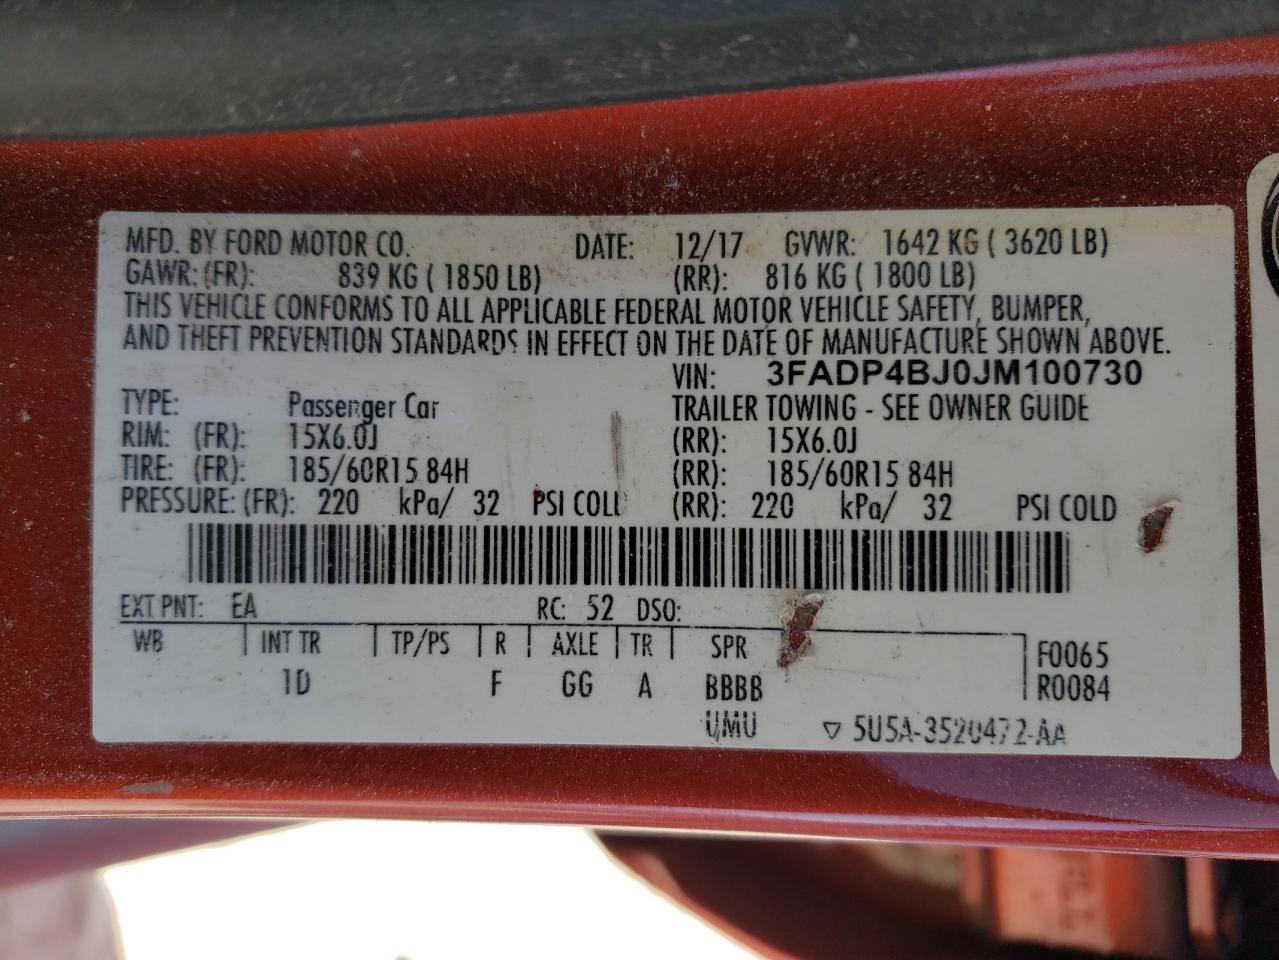 MFD. BY FORD MOTOR CO. DATE: 12/17 GVWR: 1642 KG ( 3620 LB)
GAWR: (FR): 839 KG ( 1850 LB) (RR): 816 KG ( 1800 LB)
THIS VEHICLE CONFORMS TO ALL APPLICABLE FEDERAL MOTOR VEHICLE SAFETY, BUMPER,
AND THEFT PREVENTION STANDARDS IN EFFECT ON THE DATE OF MANUFACTURE SHOWN ABOVE.
VIN: 3FADP4BJ0JM100730
TYPE: Passenger Car TRAILER TOWING - SEE OWNER GUIDE
RIM: (FR): 15X6.0J (RR): 15X6.0J
TIRE: (FR): 185/60R15 84H (RR): 185/60R15 84H
PRESSURE: (FR): 220 kPa/ 32 PSI COLD (RR): 220 kPa/ 32 PSI COLD
EXT PNT: EA RC: 52 DSO:
WB INT TR TP/PS R AXLE TR SPR F0065
1D F GG A BBBB R0084
UMU ▽ 5U5A-3520472-AA